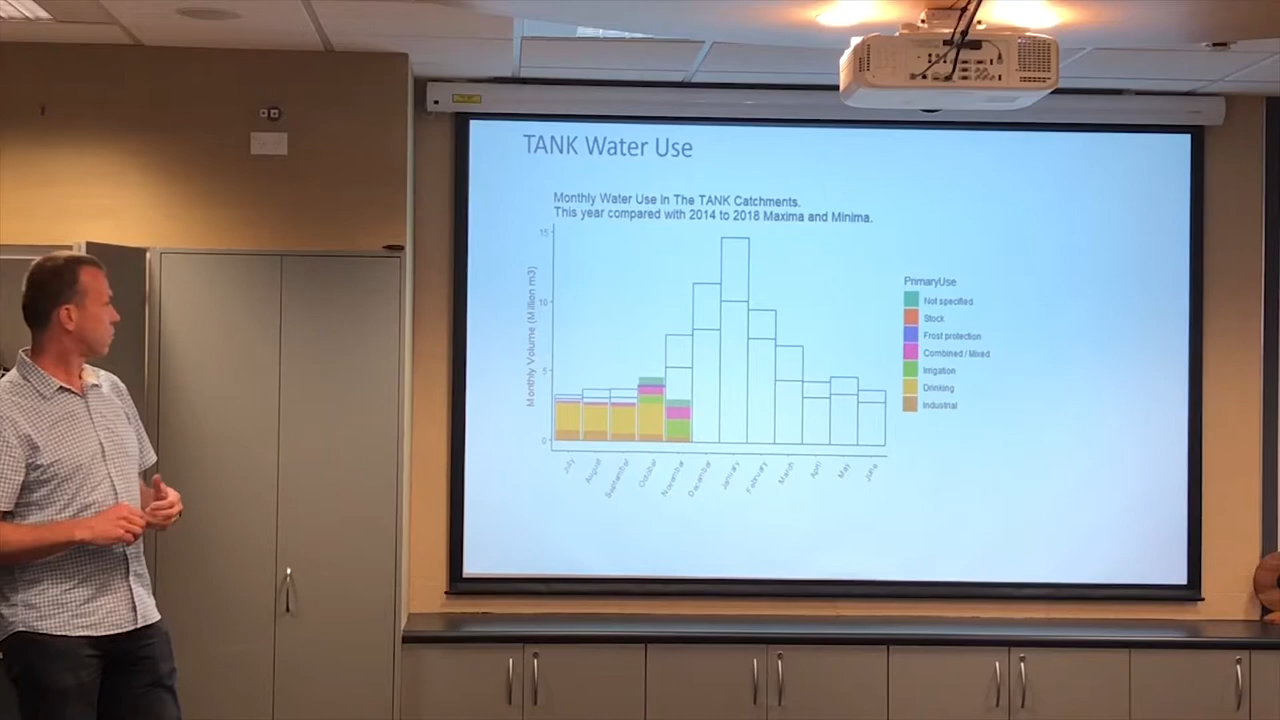 TANK Water Use
Monthly Water Use In The TANK Catchments.
This year compared with 2014 to 2018 Maxima and Minima.
15
10
5
0
Monthly Volume (Million m3)
July
August
September
October
November
December
January
February
March
April
May
June
PrimaryUse
Not specified
Stock
Frost protection
Combined / Mixed
Irrigation
Drinking
Industrial